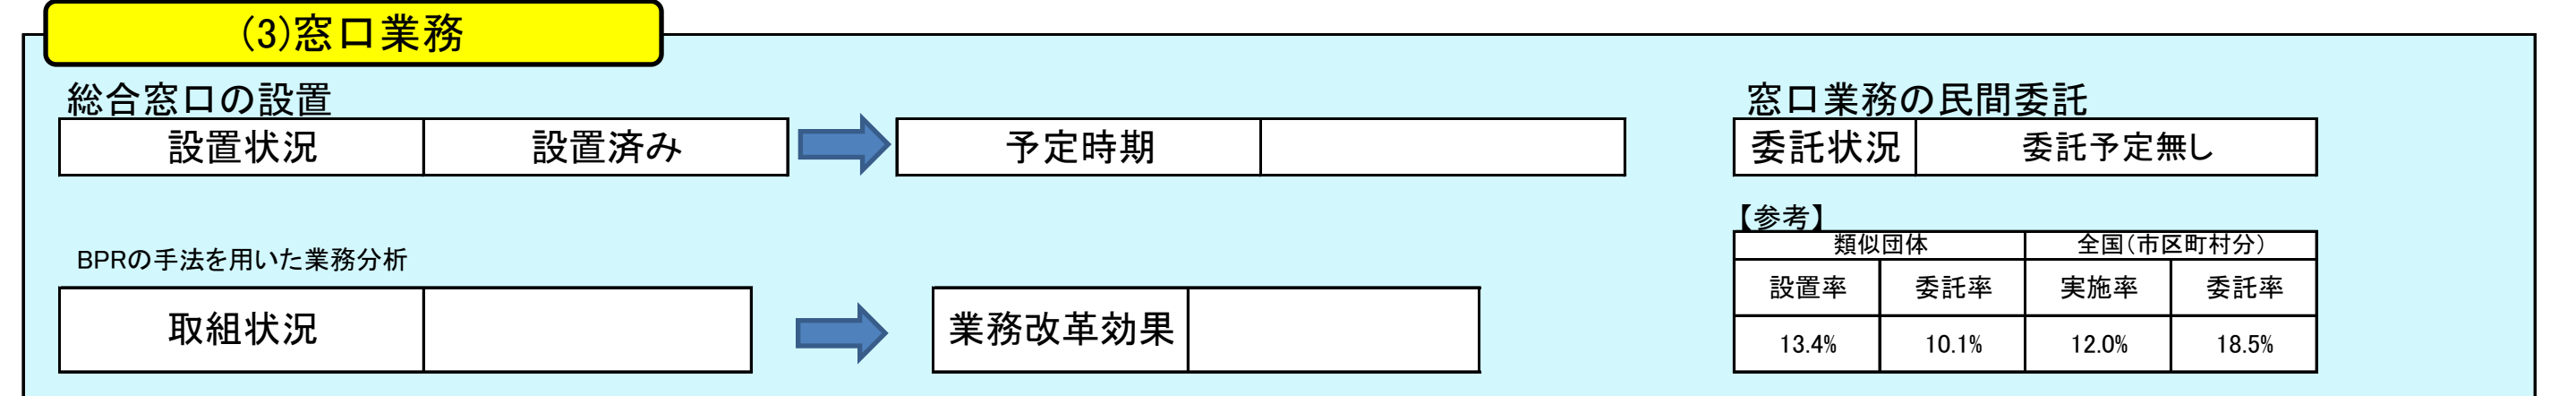 (3)窓口業務
総合窓口の設置
設置状況 設置済み 予定時期
BPRの手法を用いた業務分析
取組状況 業務改革効果
窓口業務の民間委託
委託状況 委託予定無し
【参考】
類似団体 全国(市区町村分)
設置率 委託率 実施率 委託率
13.4% 10.1% 12.0% 18.5%